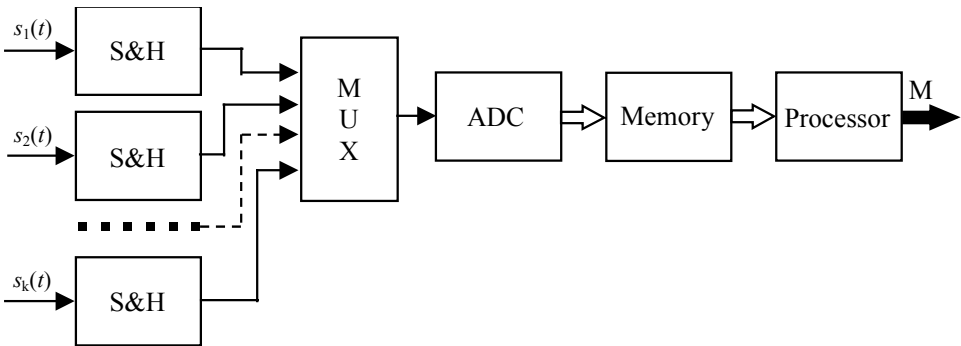 s₁(t)
S&H
s₂(t)
S&H
sₖ(t)
S&H
M
U
X
ADC
Memory
Processor
M